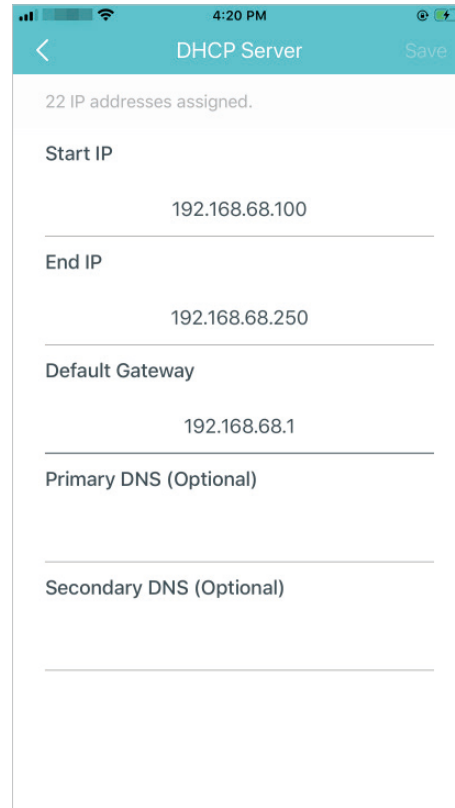 4:20 PM
DHCP Server
Save
22 IP addresses assigned.
Start IP
192.168.68.100
End IP
192.168.68.250
Default Gateway
192.168.68.1
Primary DNS (Optional)
Secondary DNS (Optional)